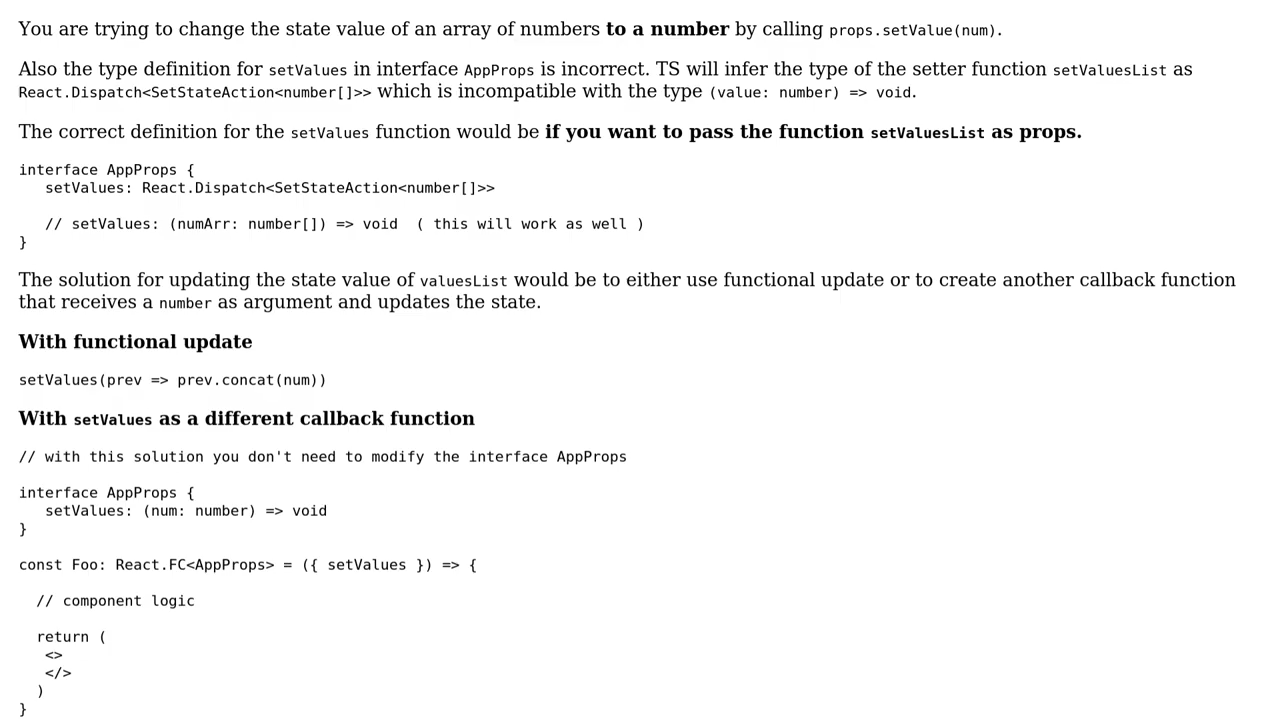 You are trying to change the state value of an array of numbers to a number by calling props.setValue(num).
Also the type definition for setValues in interface AppProps is incorrect. TS will infer the type of the setter function setValuesList as
React.Dispatch<SetStateAction<number[]>> which is incompatible with the type (value: number) => void.
The correct definition for the setValues function would be if you want to pass the function setValuesList as props.
interface AppProps {
   setValues: React.Dispatch<SetStateAction<number[]>>
   // setValues: (numArr: number[]) => void  ( this will work as well )
}
The solution for updating the state value of valuesList would be to either use functional update or to create another callback function
that receives a number as argument and updates the state.
With functional update
setValues(prev => prev.concat(num))
With setValues as a different callback function
// with this solution you don't need to modify the interface AppProps
interface AppProps {
   setValues: (num: number) => void
}
const Foo: React.FC<AppProps> = ({ setValues }) => {
  // component logic
  return (
   <>
   </>
  )
}